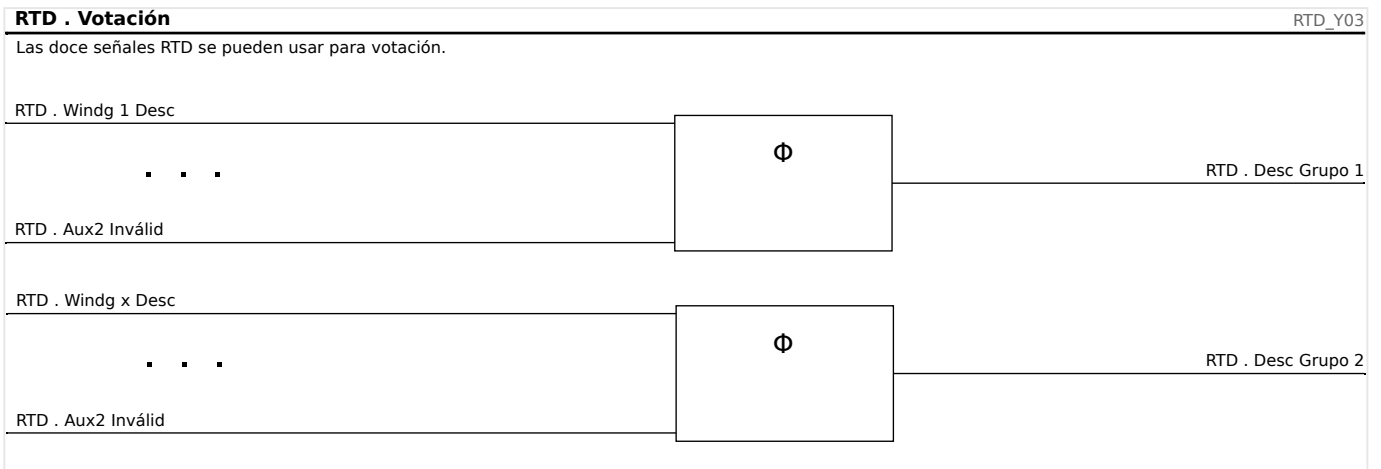 RTD . Votación
RTD_Y03
Las doce señales RTD se pueden usar para votación.
RTD . Windg 1 Desc
Φ
. . .
RTD . Desc Grupo 1
RTD . Aux2 Inválid
RTD . Windg x Desc
Φ
. . .
RTD . Desc Grupo 2
RTD . Aux2 Inválid